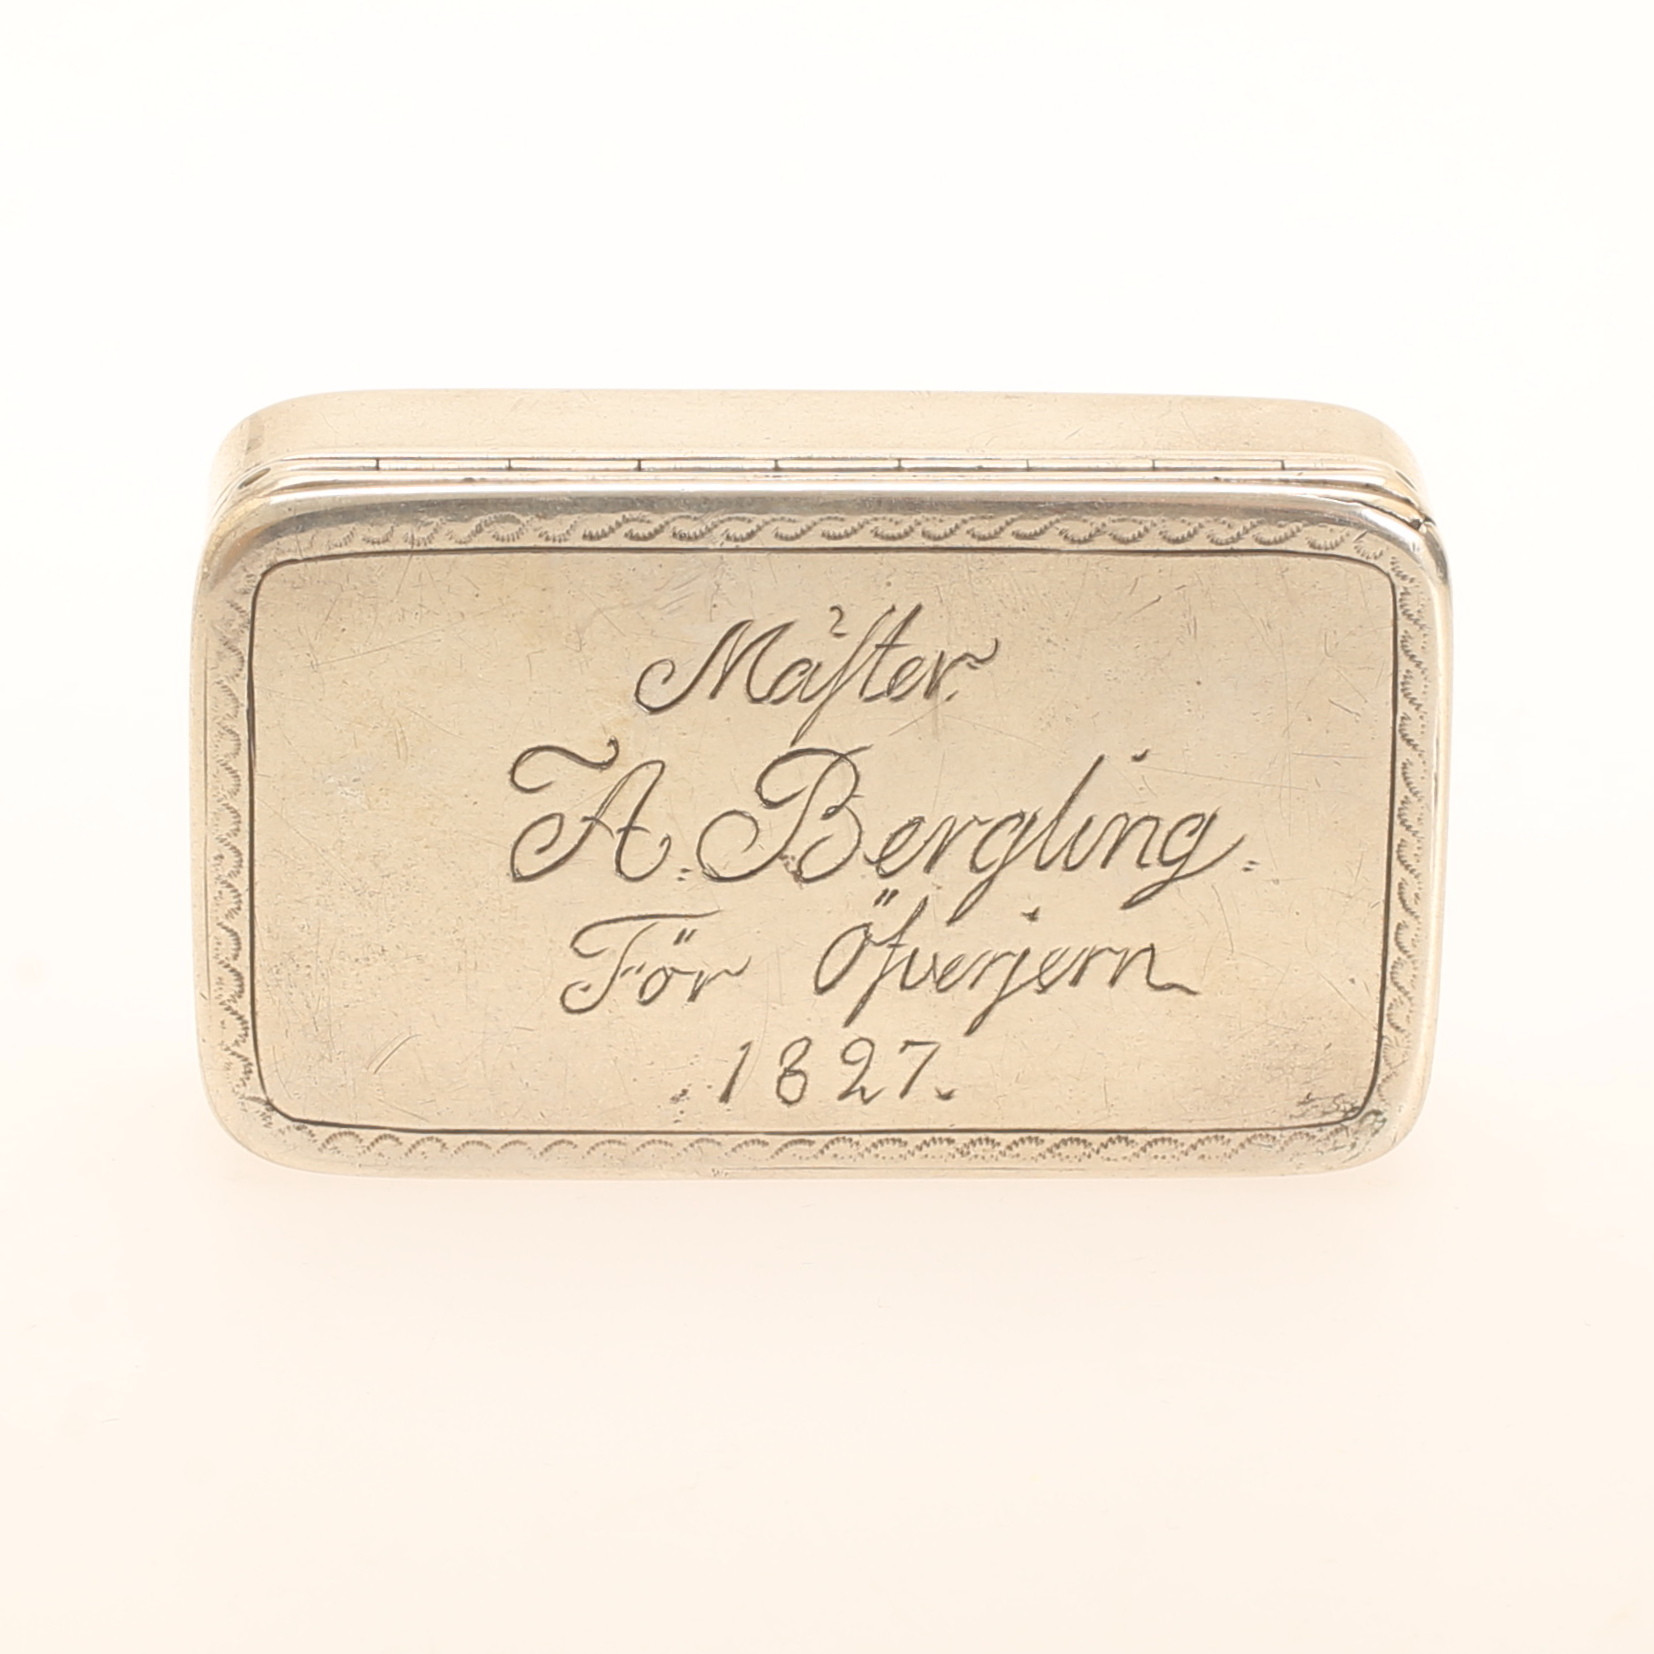 Mäſter
A. Bergling.
För Öfverjern
1827.